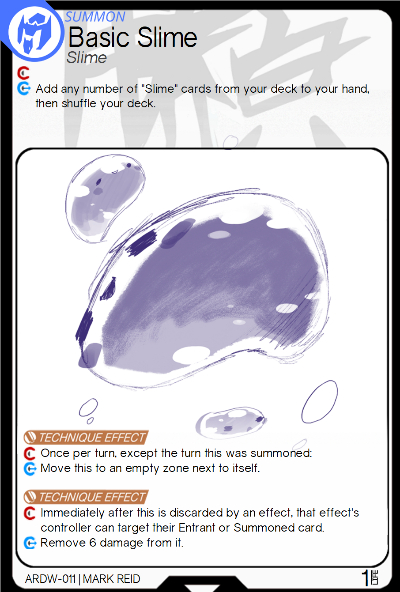 SUMMON
Basic Slime
Slime
Add any number of "Slime" cards from your deck to your hand,
then shuffle your deck.
TECHNIQUE EFFECT
Once per turn, except the turn this was summoned:
Move this to an empty zone next to itself.
TECHNIQUE EFFECT
Immediately after this is discarded by an effect, that effect's
controller can target their Entrant or Summoned card.
Remove 6 damage from it.
ARDW-011 | MARK REID
1